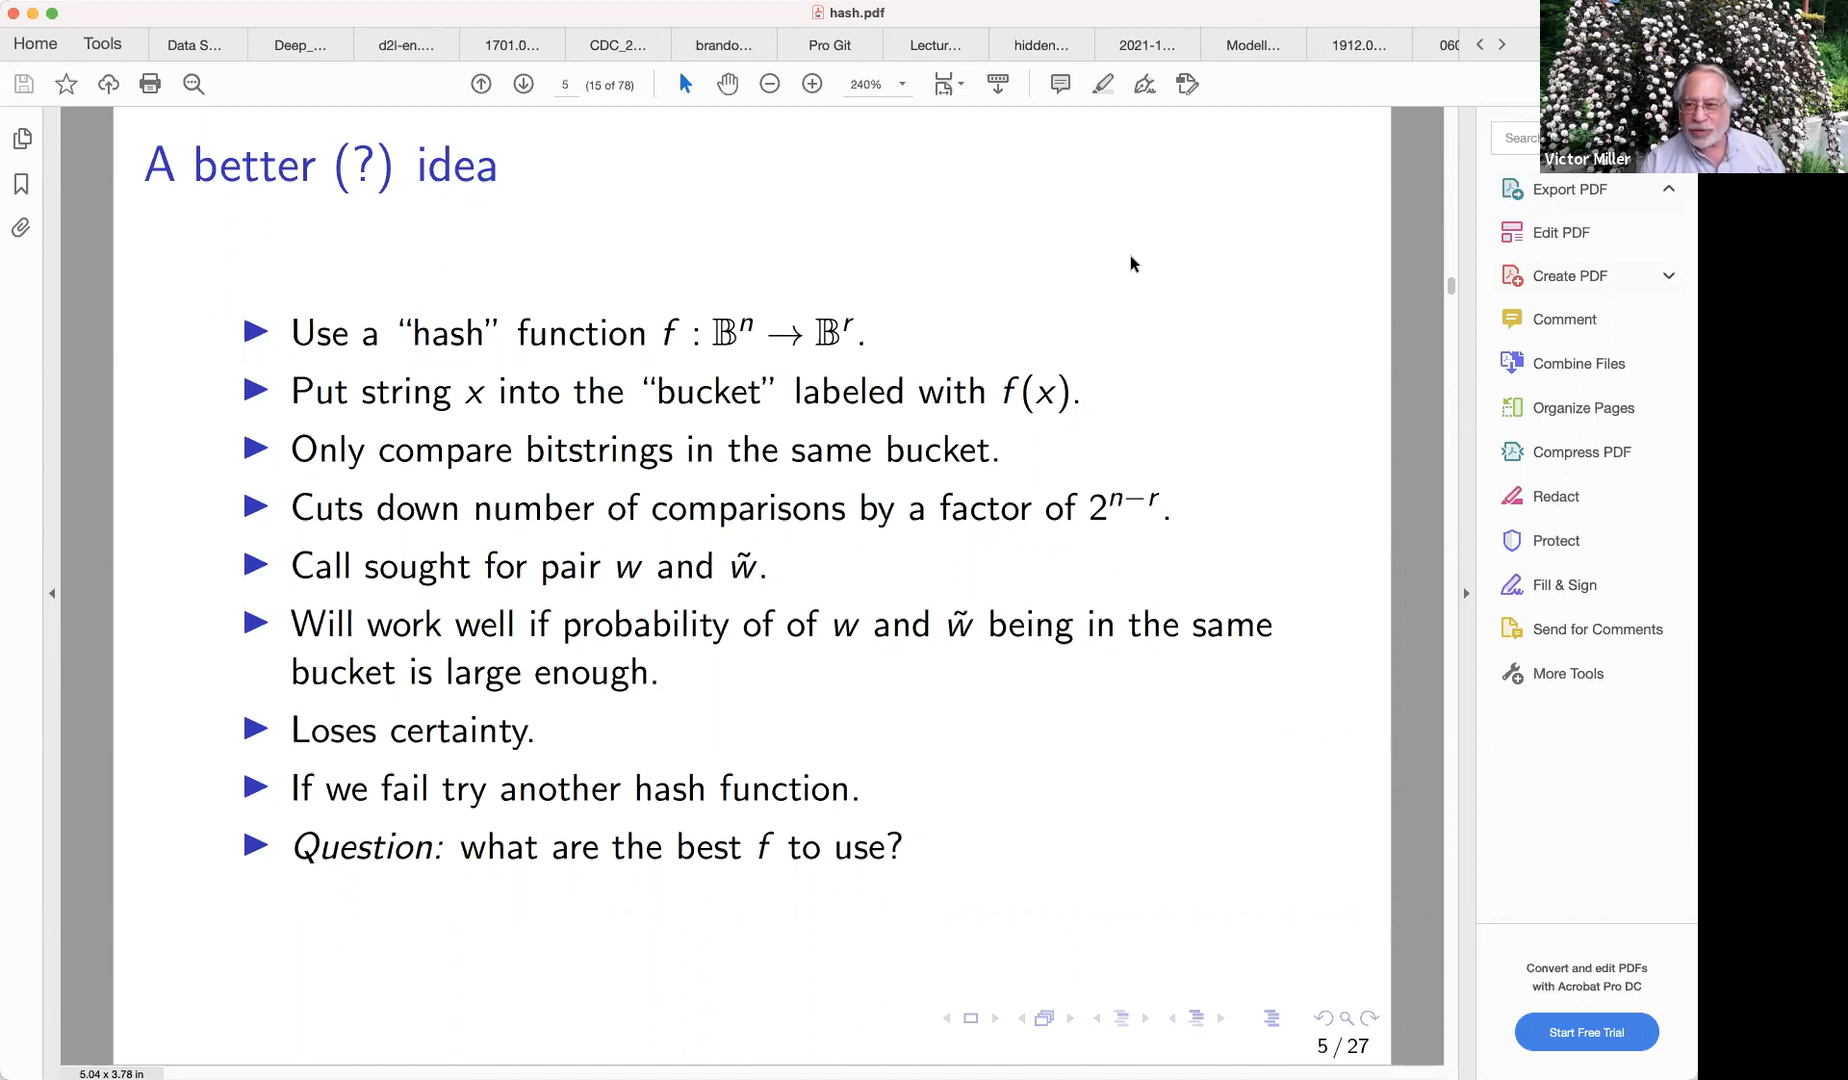 hash.pdf
Home Tools Data S... Deep_... d2l-en.... 1701.0... CDC_2... brando... Pro Git Lectur... hidden... 2021-1... Modell... 1912.0...
5 (15 of 78) 240%
Victor Miller
A better (?) idea
Use a “hash” function f : 𝔹ⁿ → 𝔹ʳ.
Put string x into the “bucket” labeled with f(x).
Only compare bitstrings in the same bucket.
Cuts down number of comparisons by a factor of 2ⁿ⁻ʳ.
Call sought for pair w and w̃.
Will work well if probability of of w and w̃ being in the same
bucket is large enough.
Loses certainty.
If we fail try another hash function.
Question: what are the best f to use?
5 / 27
5.04 x 3.78 in
Export PDF
Edit PDF
Create PDF
Comment
Combine Files
Organize Pages
Compress PDF
Redact
Protect
Fill & Sign
Send for Comments
More Tools
Convert and edit PDFs
with Acrobat Pro DC
Start Free Trial